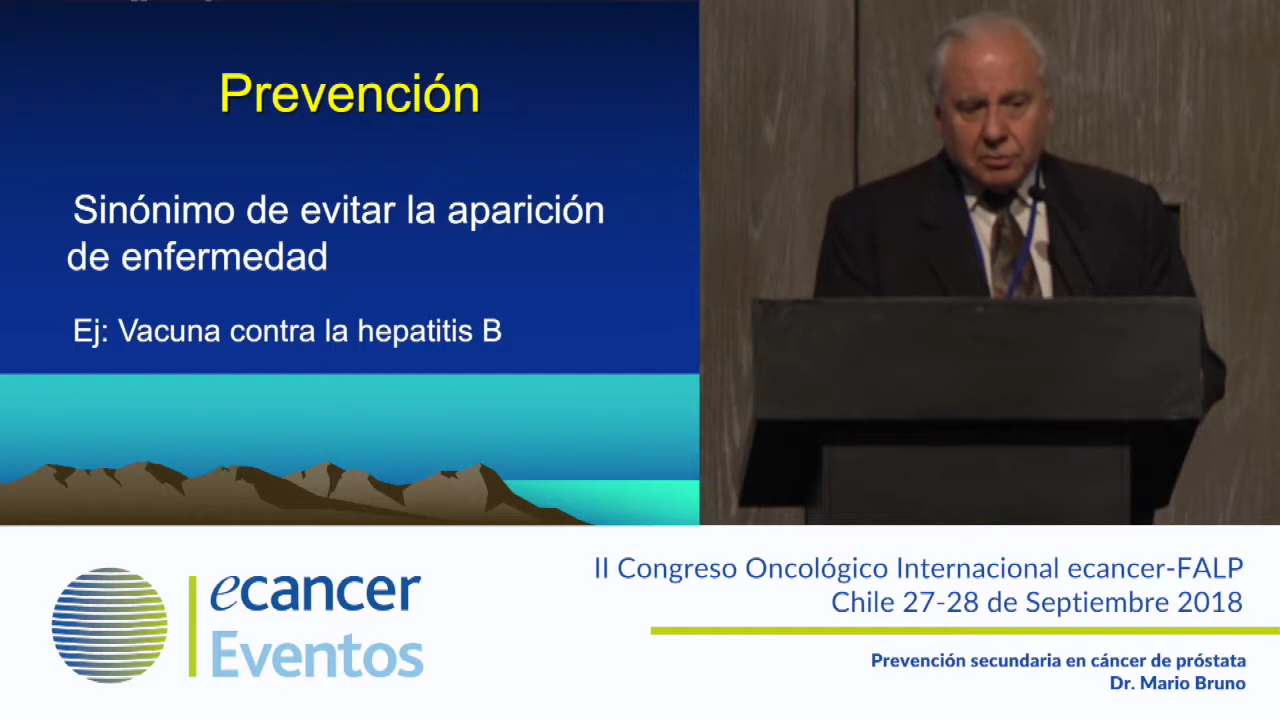 Prevención
Sinónimo de evitar la aparición
de enfermedad
Ej: Vacuna contra la hepatitis B
ecancer
Eventos
II Congreso Oncológico Internacional ecancer-FALP
Chile 27-28 de Septiembre 2018
Prevención secundaria en cáncer de próstata
Dr. Mario Bruno